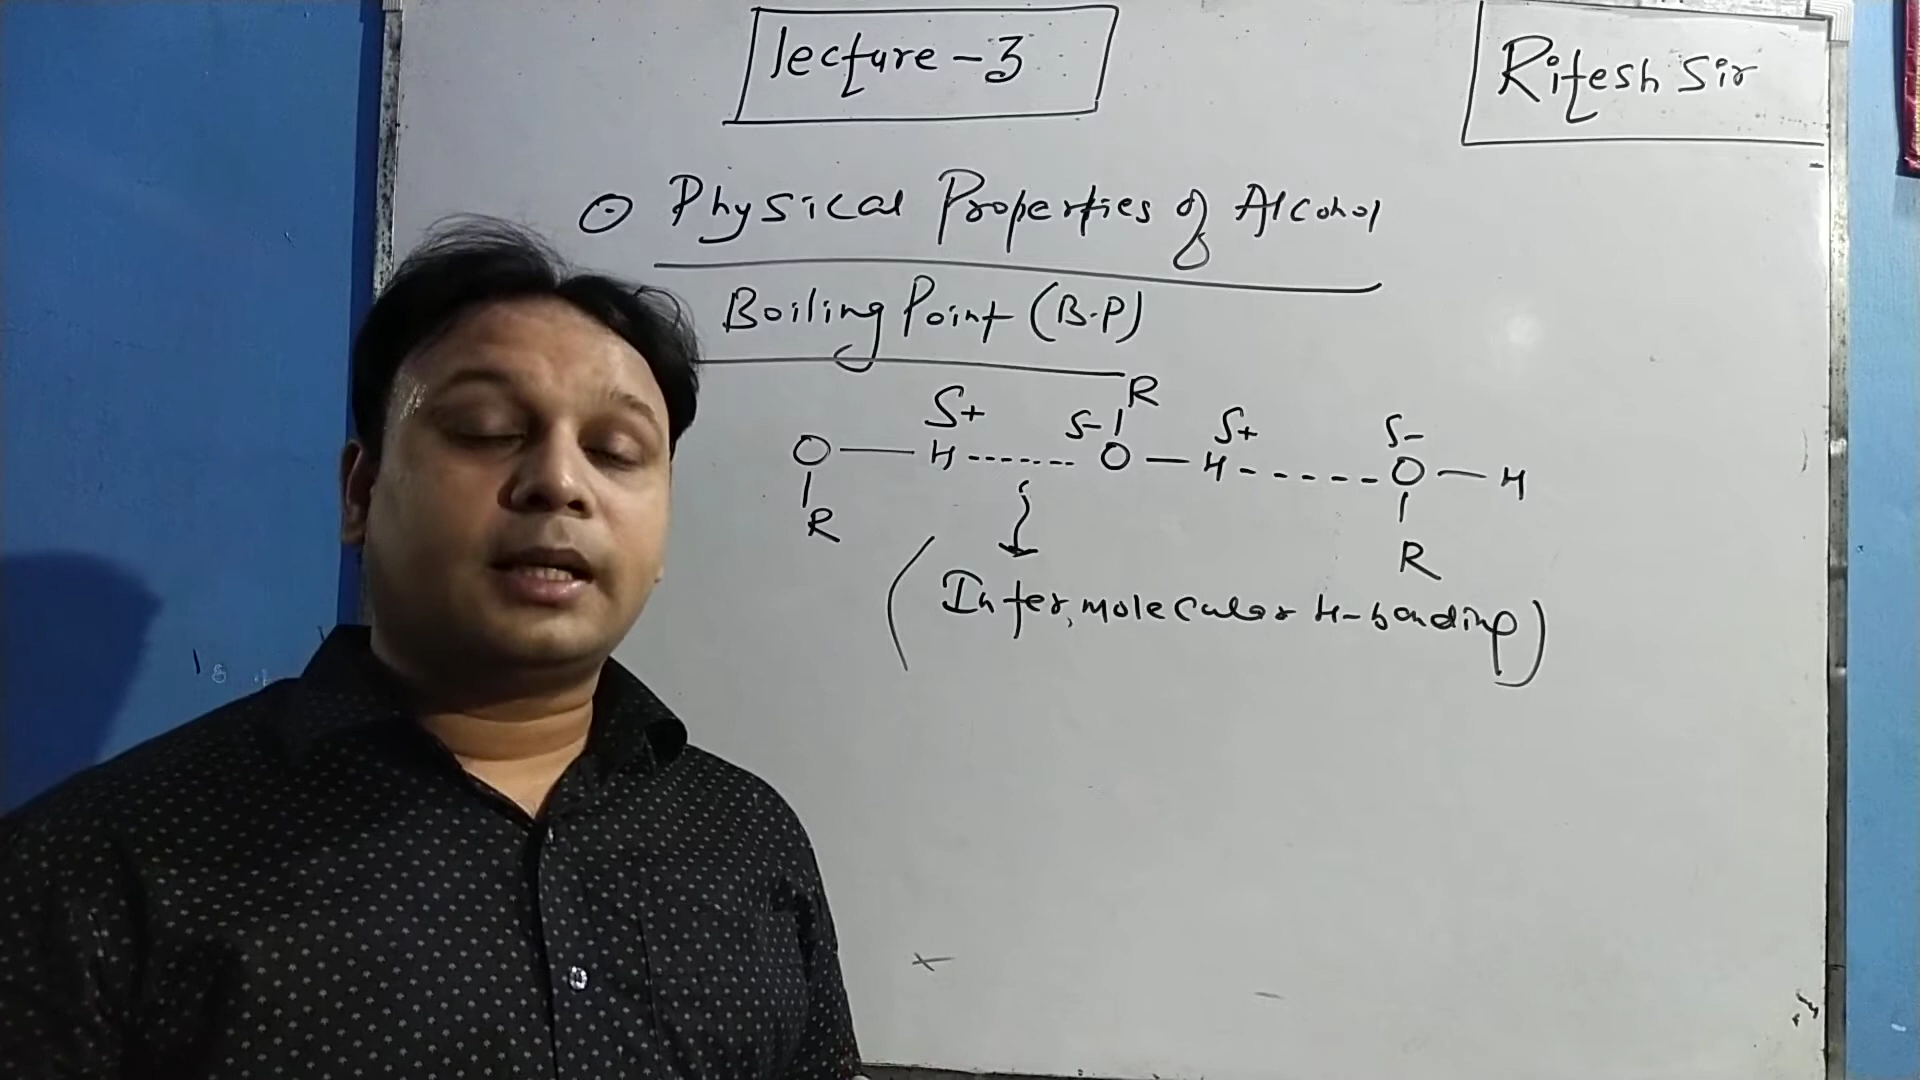 lecture - 3
Ritesh Sir
Physical Properties of Alcohol
Boiling Point (B.P)
R
δ+ δ- δ+ δ-
O — H ------- O — H ------ O — H
R R
(Inter, molecular H-bonding)